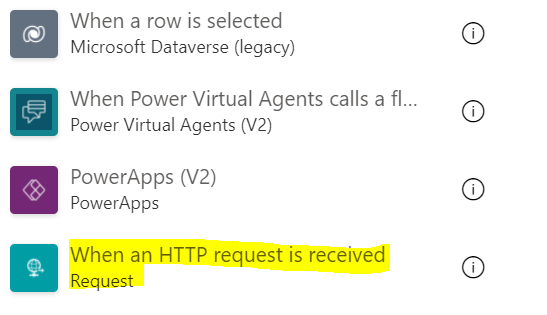 When a row is selected
Microsoft Dataverse (legacy)
When Power Virtual Agents calls a fl...
Power Virtual Agents (V2)
PowerApps (V2)
PowerApps
When an HTTP request is received
Request